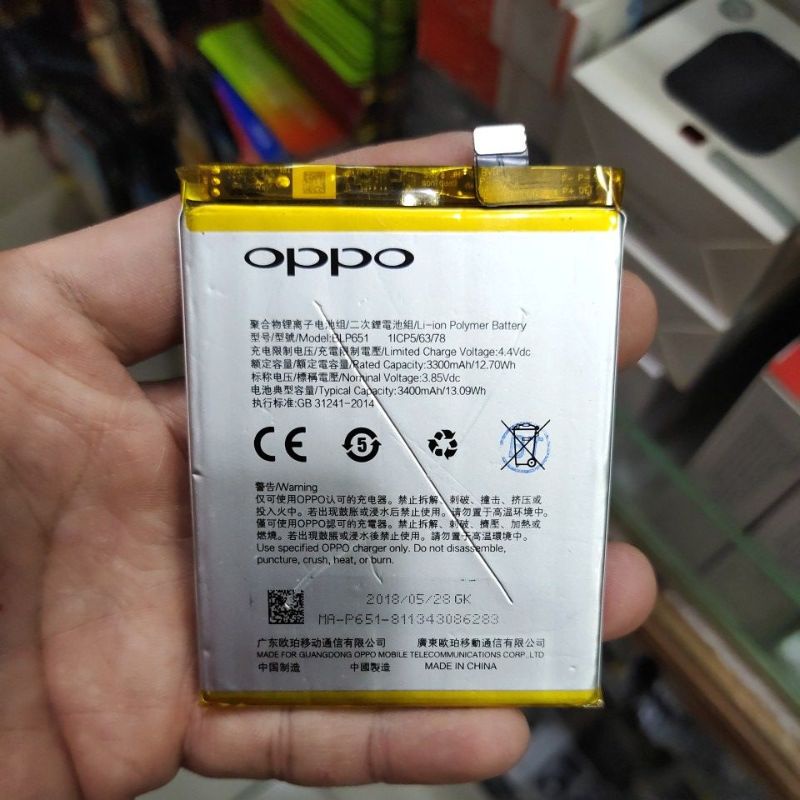 oppo
聚合物锂离子电池组/二次鋰電池組/Li-ion Polymer Battery
型号/型號/Model:BLP651 1ICP5/63/78
充电限制电压/充電限制電壓/Limited Charge Voltage:4.4Vdc
额定容量/額定電容量/Rated Capacity:3300mAh/12.70Wh
标称电压/標稱電壓/Nominal Voltage:3.85Vdc
电池典型容量/Typical Capacity:3400mAh/13.09Wh
执行标准:GB 31241-2014
CE
5
警告/Warning
仅可使用OPPO认可的充电器。禁止拆解、刺破、撞击、挤压或
投入火中。若出现鼓胀或浸水后禁止使用。请勿置于高温环境中。
僅可使用OPPO認可的充電器。禁止拆解、刺破、擠壓、加熱或
燃燒。若出現鼓脹或浸液後禁止使用。請勿置于高溫環境中。
Use specified OPPO charger only. Do not disassemble,
puncture, crush, heat, or burn.
2018/05/28 GK
MA-P651-811343086283
广东欧珀移动通信有限公司 廣東歐珀移動通信有限公司
MADE FOR GUANGDONG OPPO MOBILE TELECOMMUNICATIONS CORP.,LTD
中国制造 中國製造 MADE IN CHINA